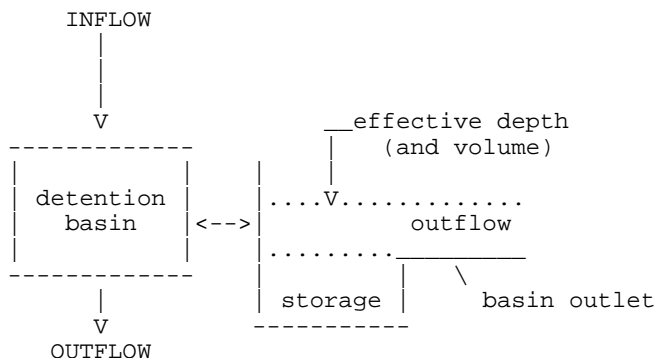 INFLOW
effective depth
(and volume)
detention
basin
outflow
storage
basin outlet
OUTFLOW